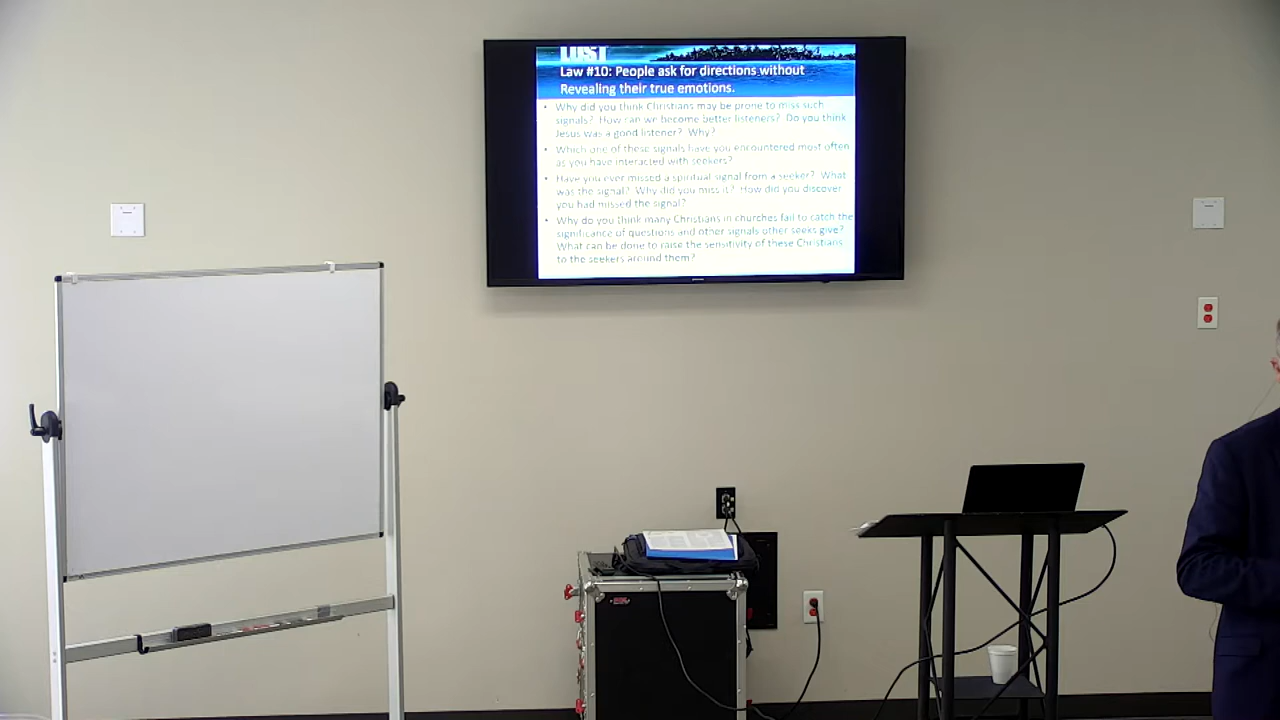 LUST
Law #10: People ask for directions without
Revealing their true emotions.
• Why did you think Christians may be prone to miss such
signals? How can we become better listeners? Do you think
Jesus was a good listener? Why?
• Which one of these signals have you encountered most often
as you have interacted with seekers?
• Have you ever missed a spiritual signal from a seeker? What
was the signal? Why did you miss it? How did you discover
you had missed the signal?
• Why do you think many Christians in churches fail to catch the
significance of questions and other signals other seeks give?
What can be done to raise the sensitivity of these Christians
to the seekers around them?